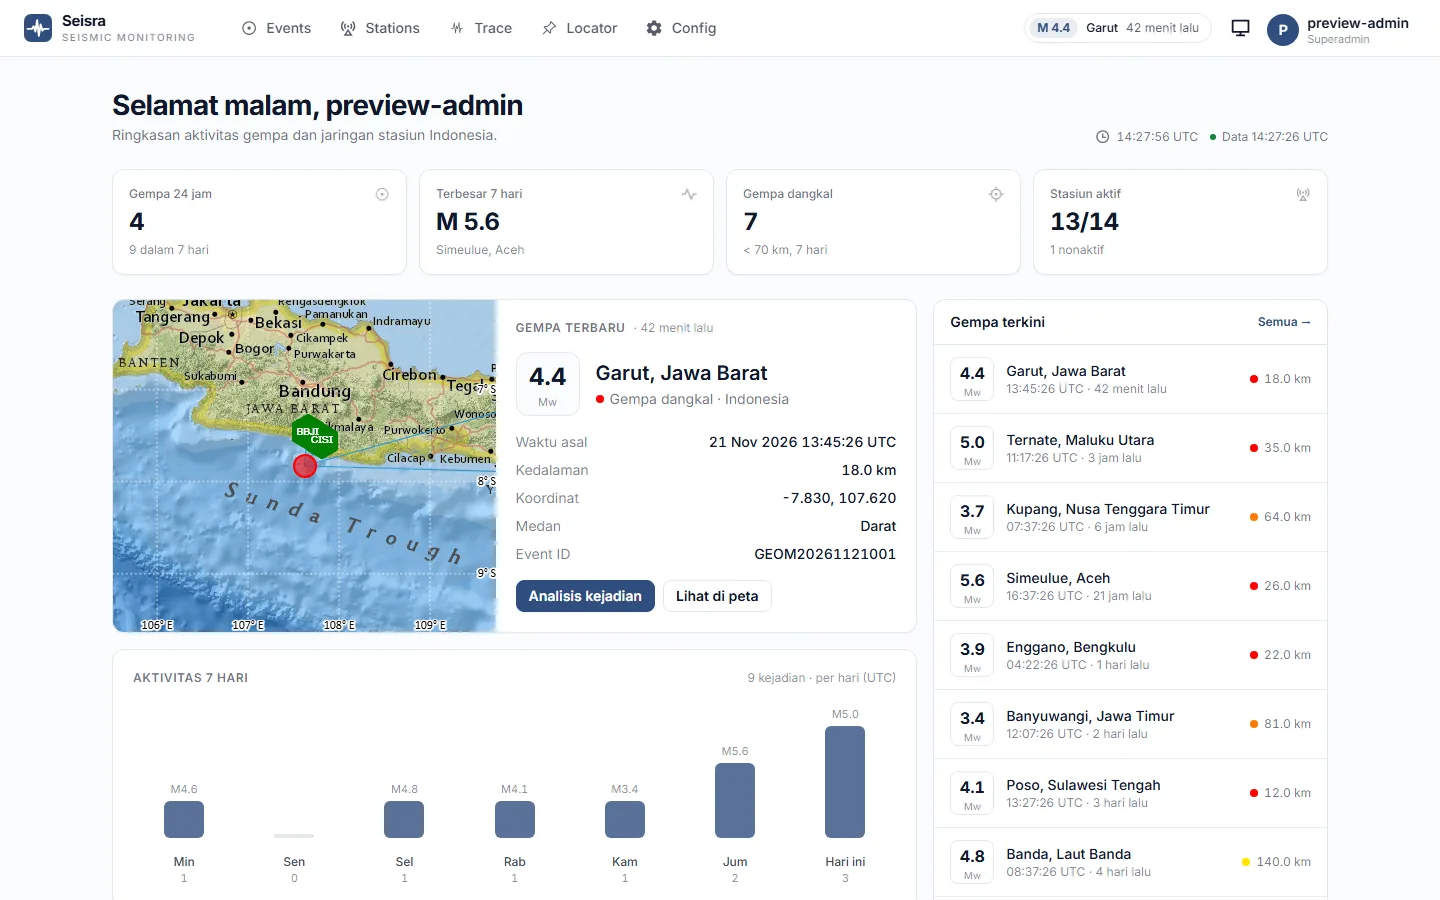 Seisra
SEISMIC MONITORING
Events
Stations
Trace
Locator
Config
M 4.4 Garut 42 menit lalu
P
preview-admin
Superadmin
Selamat malam, preview-admin
Ringkasan aktivitas gempa dan jaringan stasiun Indonesia.
14:27:56 UTC
Data 14:27:26 UTC
Gempa 24 jam
4
9 dalam 7 hari
Terbesar 7 hari
M 5.6
Simeulue, Aceh
Gempa dangkal
7
< 70 km, 7 hari
Stasiun aktif
13/14
1 nonaktif
Serang
Jakarta
Rengasdengklok
Tangerang
Pamanukan
Bekasi
Indramayu
Depok
Cikampek
Bogor
Purwakarta
BANTEN
Sukabumi
Cirebon
Bandung
Tega
7° S
JAWA BARAT
Wonoso
BBJI
CISI
kmalaya
Purwokerto
Cilacap
Kebumen
8° S
Y
Sunda Trough
9° S
106° E
107° E
108° E
109° E
GEMPA TERBARU · 42 menit lalu
4.4
Mw
Garut, Jawa Barat
Gempa dangkal · Indonesia
Waktu asal 21 Nov 2026 13:45:26 UTC
Kedalaman 18.0 km
Koordinat -7.830, 107.620
Medan Darat
Event ID GEOM20261121001
Analisis kejadian
Lihat di peta
AKTIVITAS 7 HARI
9 kejadian · per hari (UTC)
M4.6
M4.8
M4.1
M3.4
M5.6
M5.0
Min
Sen
Sel
Rab
Kam
Jum
Hari ini
1
0
1
1
1
2
3
Gempa terkini
Semua →
4.4
Mw
Garut, Jawa Barat
13:45:26 UTC · 42 menit lalu
18.0 km
5.0
Mw
Ternate, Maluku Utara
11:17:26 UTC · 3 jam lalu
35.0 km
3.7
Mw
Kupang, Nusa Tenggara Timur
07:37:26 UTC · 6 jam lalu
64.0 km
5.6
Mw
Simeulue, Aceh
16:37:26 UTC · 21 jam lalu
26.0 km
3.9
Mw
Enggano, Bengkulu
04:22:26 UTC · 1 hari lalu
22.0 km
3.4
Mw
Banyuwangi, Jawa Timur
12:07:26 UTC · 2 hari lalu
81.0 km
4.1
Mw
Poso, Sulawesi Tengah
13:27:26 UTC · 3 hari lalu
12.0 km
4.8
Mw
Banda, Laut Banda
08:37:26 UTC · 4 hari lalu
140.0 km